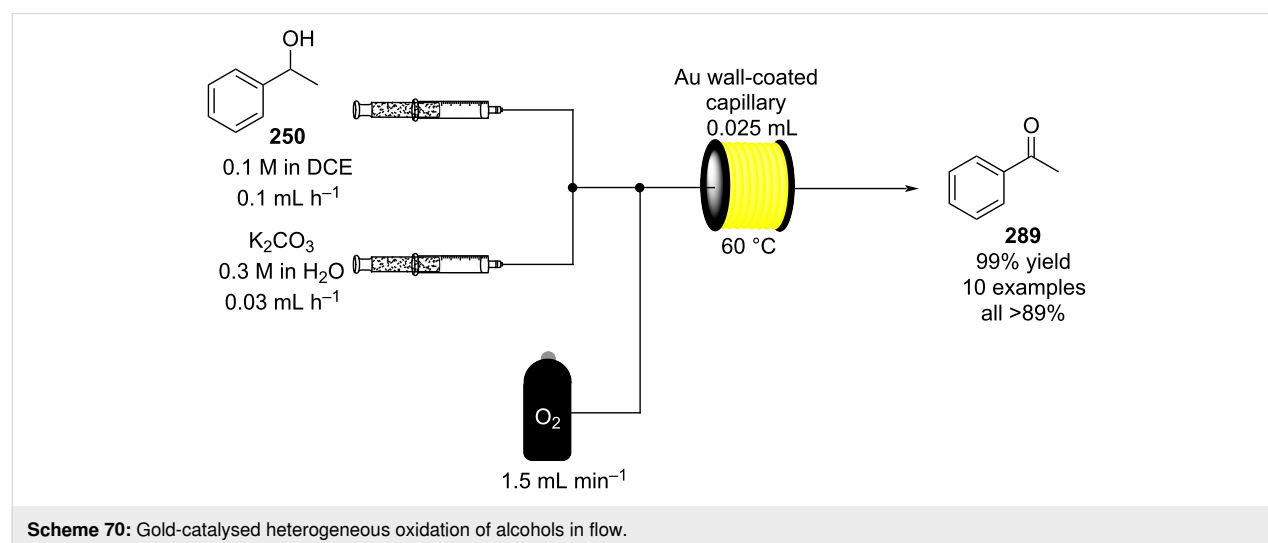 OH
250
0.1 M in DCE
0.1 mL h⁻¹
K₂CO₃
0.3 M in H₂O
0.03 mL h⁻¹
O₂
1.5 mL min⁻¹
Au wall-coated
capillary
0.025 mL
60 °C
O
289
99% yield
10 examples
all >89%
Scheme 70: Gold-catalysed heterogeneous oxidation of alcohols in flow.